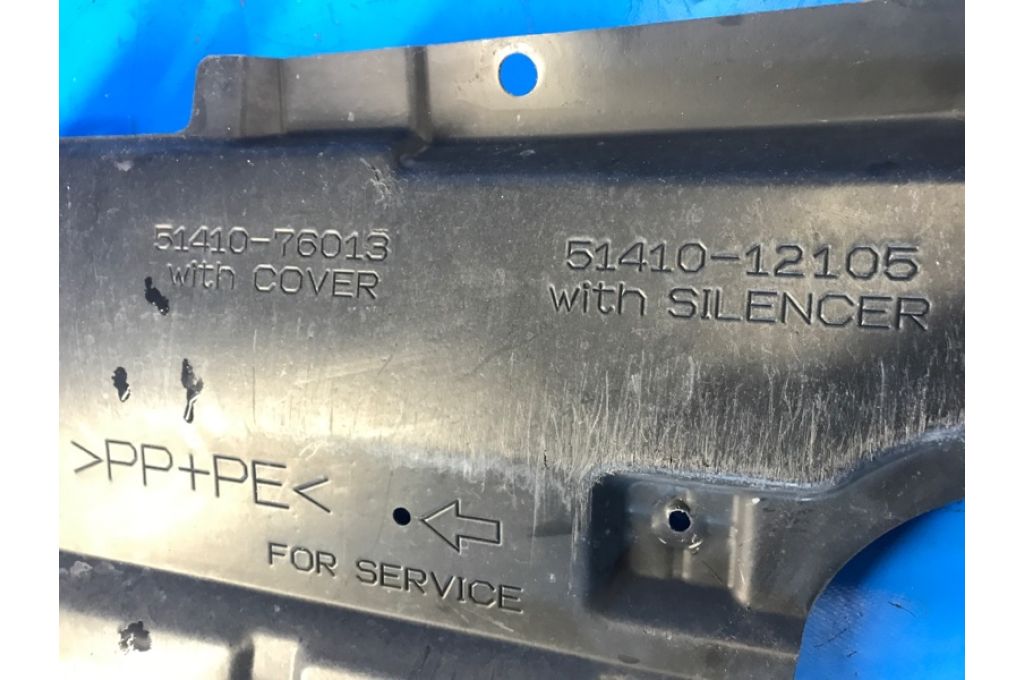 51410-76013
with COVER
51410-12105
with SILENCER
>PP+PE<
FOR SERVICE